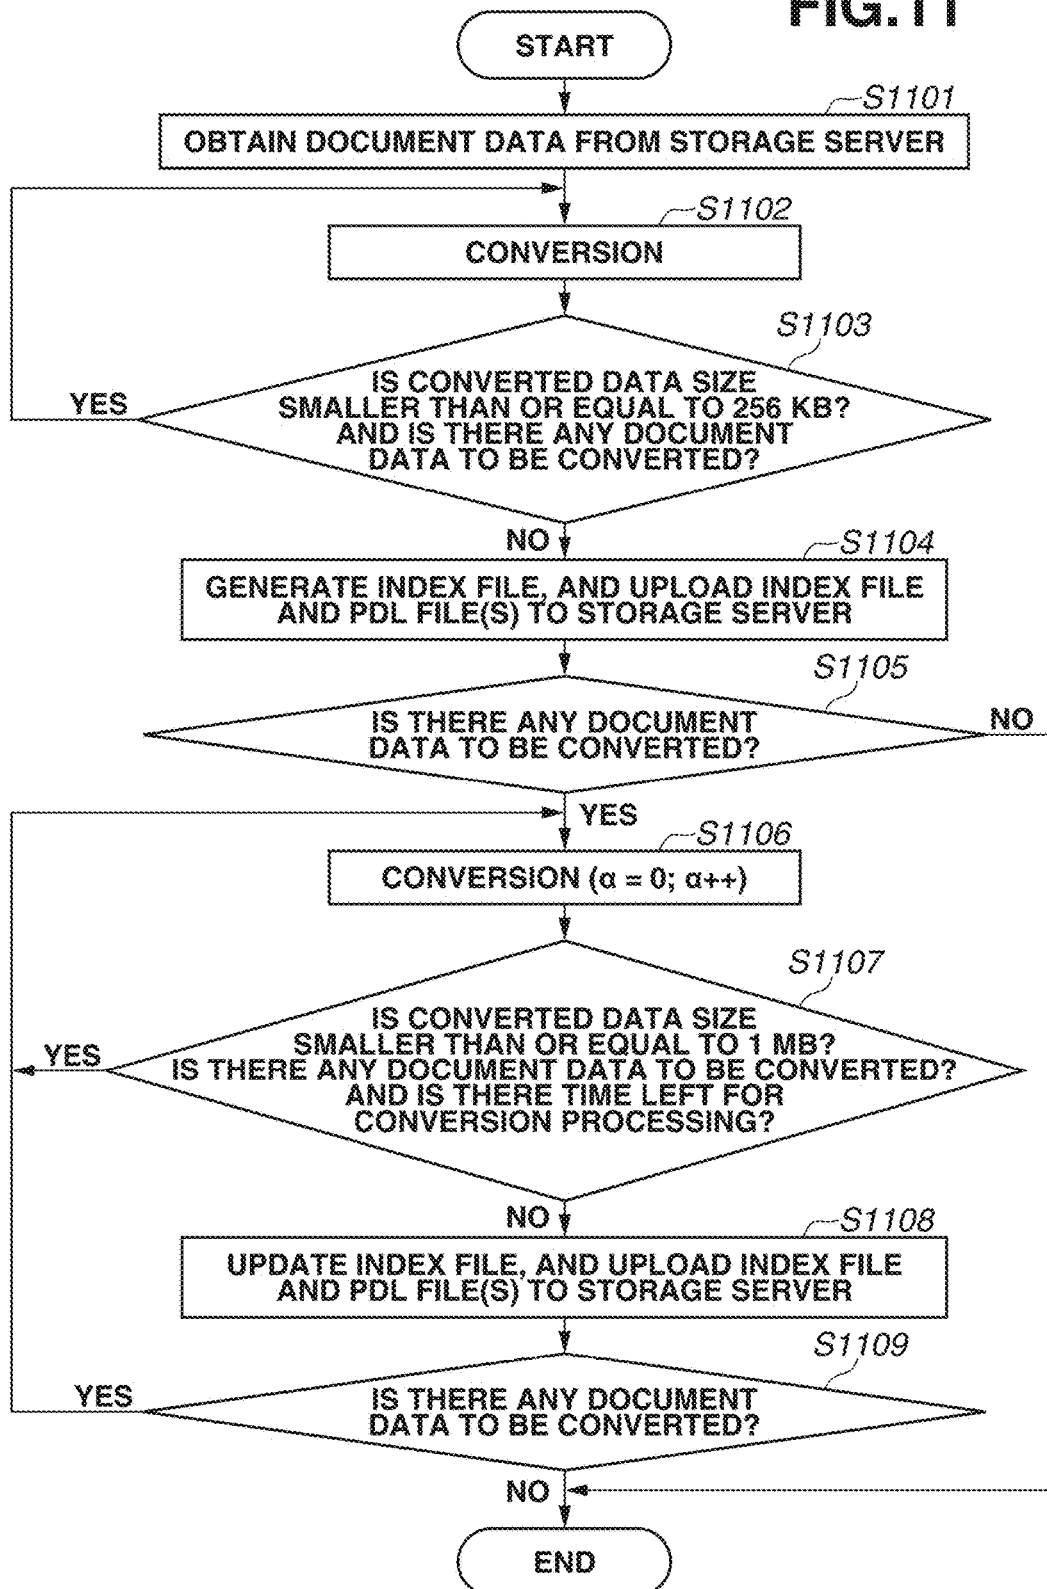 FIG.11
START
S1101
OBTAIN DOCUMENT DATA FROM STORAGE SERVER
S1102
CONVERSION
S1103
IS CONVERTED DATA SIZE
SMALLER THAN OR EQUAL TO 256 KB?
AND IS THERE ANY DOCUMENT
DATA TO BE CONVERTED?
YES
NO
S1104
GENERATE INDEX FILE, AND UPLOAD INDEX FILE
AND PDL FILE(S) TO STORAGE SERVER
S1105
IS THERE ANY DOCUMENT
DATA TO BE CONVERTED?
NO
YES
S1106
CONVERSION (α = 0; α++)
S1107
IS CONVERTED DATA SIZE
SMALLER THAN OR EQUAL TO 1 MB?
IS THERE ANY DOCUMENT DATA TO BE CONVERTED?
AND IS THERE TIME LEFT FOR
CONVERSION PROCESSING?
YES
NO
S1108
UPDATE INDEX FILE, AND UPLOAD INDEX FILE
AND PDL FILE(S) TO STORAGE SERVER
S1109
IS THERE ANY DOCUMENT
DATA TO BE CONVERTED?
YES
NO
END